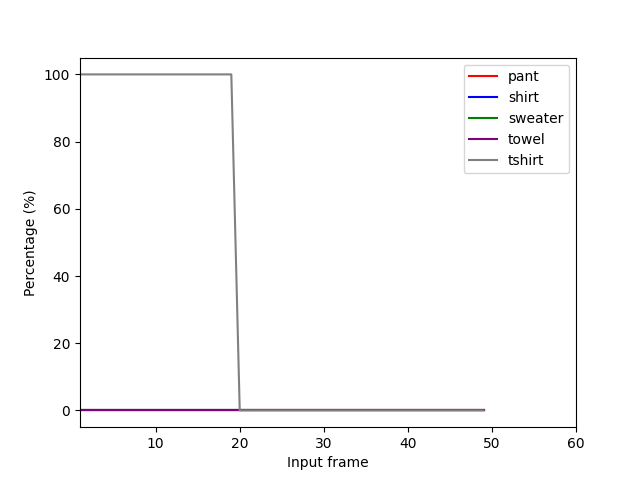 100
80
60
40
20
0
Percentage (%)
10 20 30 40 50 60
Input frame
pant
shirt
sweater
towel
tshirt